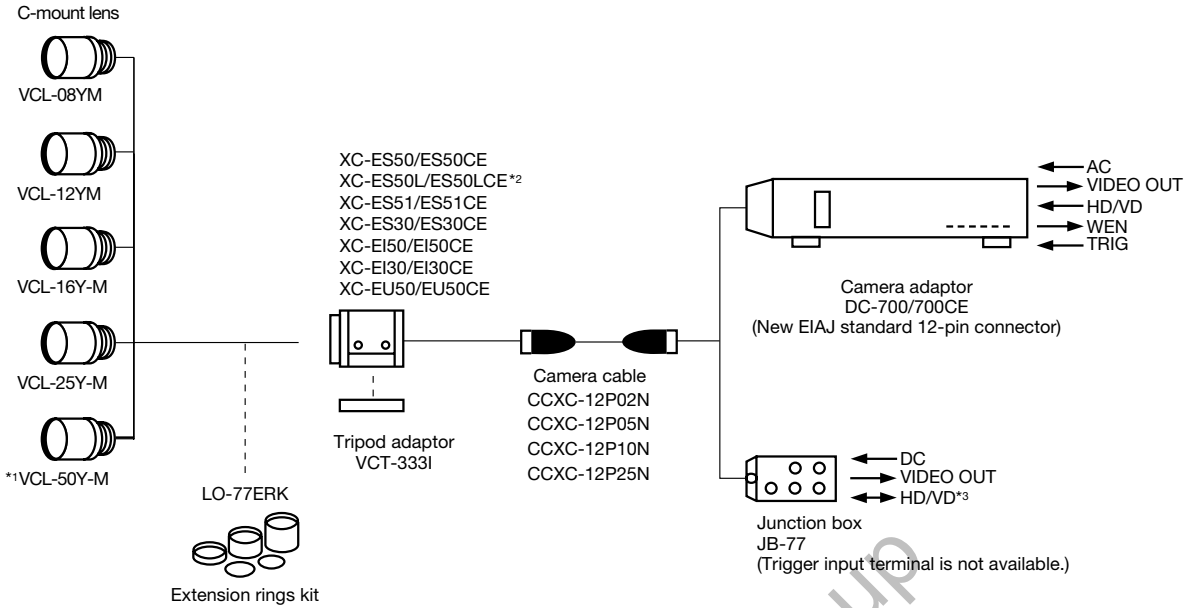 C-mount lens
VCL-08YM
VCL-12YM
VCL-16Y-M
VCL-25Y-M
*1VCL-50Y-M
LO-77ERK
Extension rings kit
XC-ES50/ES50CE
XC-ES50L/ES50LCE*2
XC-ES51/ES51CE
XC-ES30/ES30CE
XC-EI50/EI50CE
XC-EI30/EI30CE
XC-EU50/EU50CE
Tripod adaptor
VCT-333I
Camera cable
CCXC-12P02N
CCXC-12P05N
CCXC-12P10N
CCXC-12P25N
AC
VIDEO OUT
HD/VD
WEN
TRIG
Camera adaptor
DC-700/700CE
(New EIAJ standard 12-pin connector)
DC
VIDEO OUT
HD/VD*3
Junction box
JB-77
(Trigger input terminal is not available.)